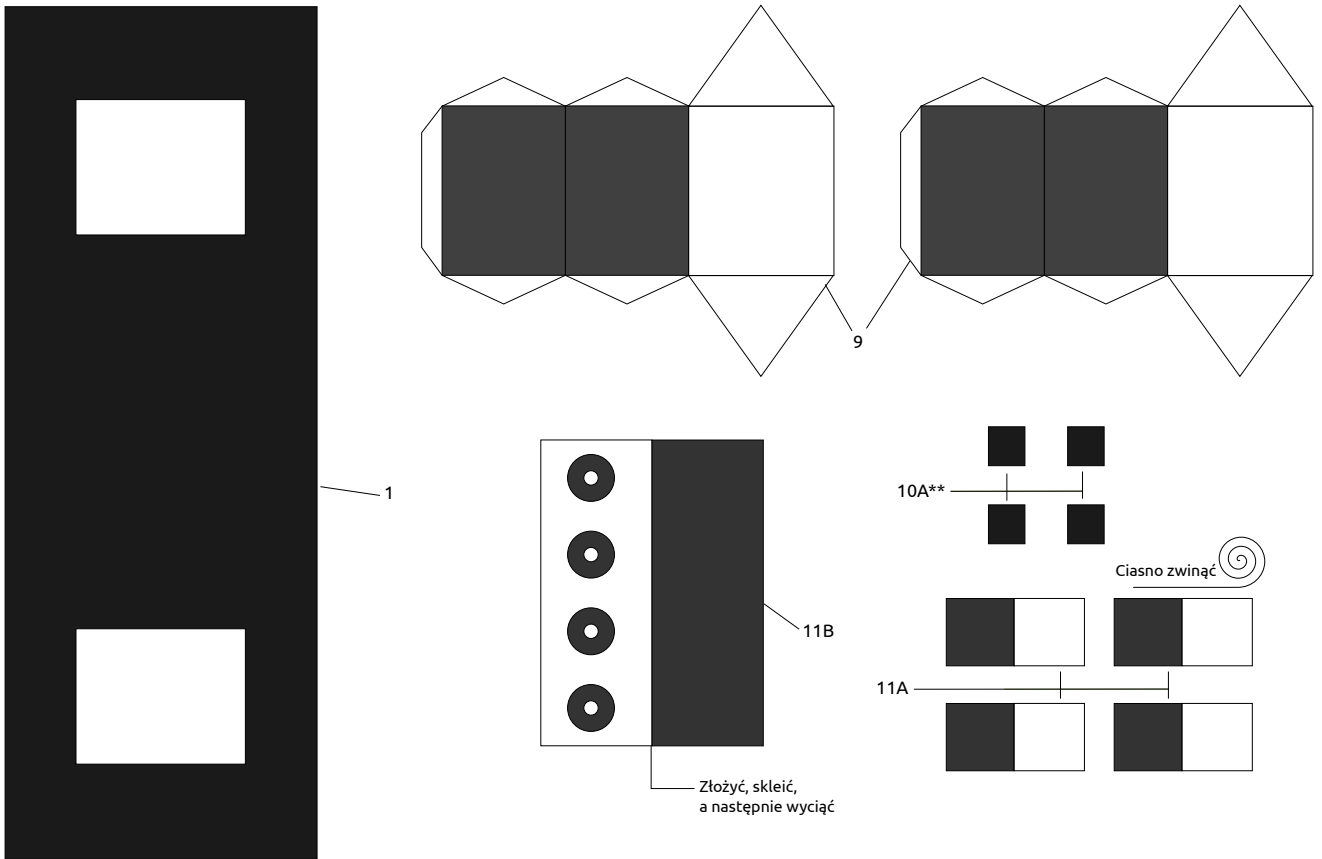 9
1
10A**
Ciasno zwinąć
11B
11A
Złożyć, skleić,
a następnie wyciąć